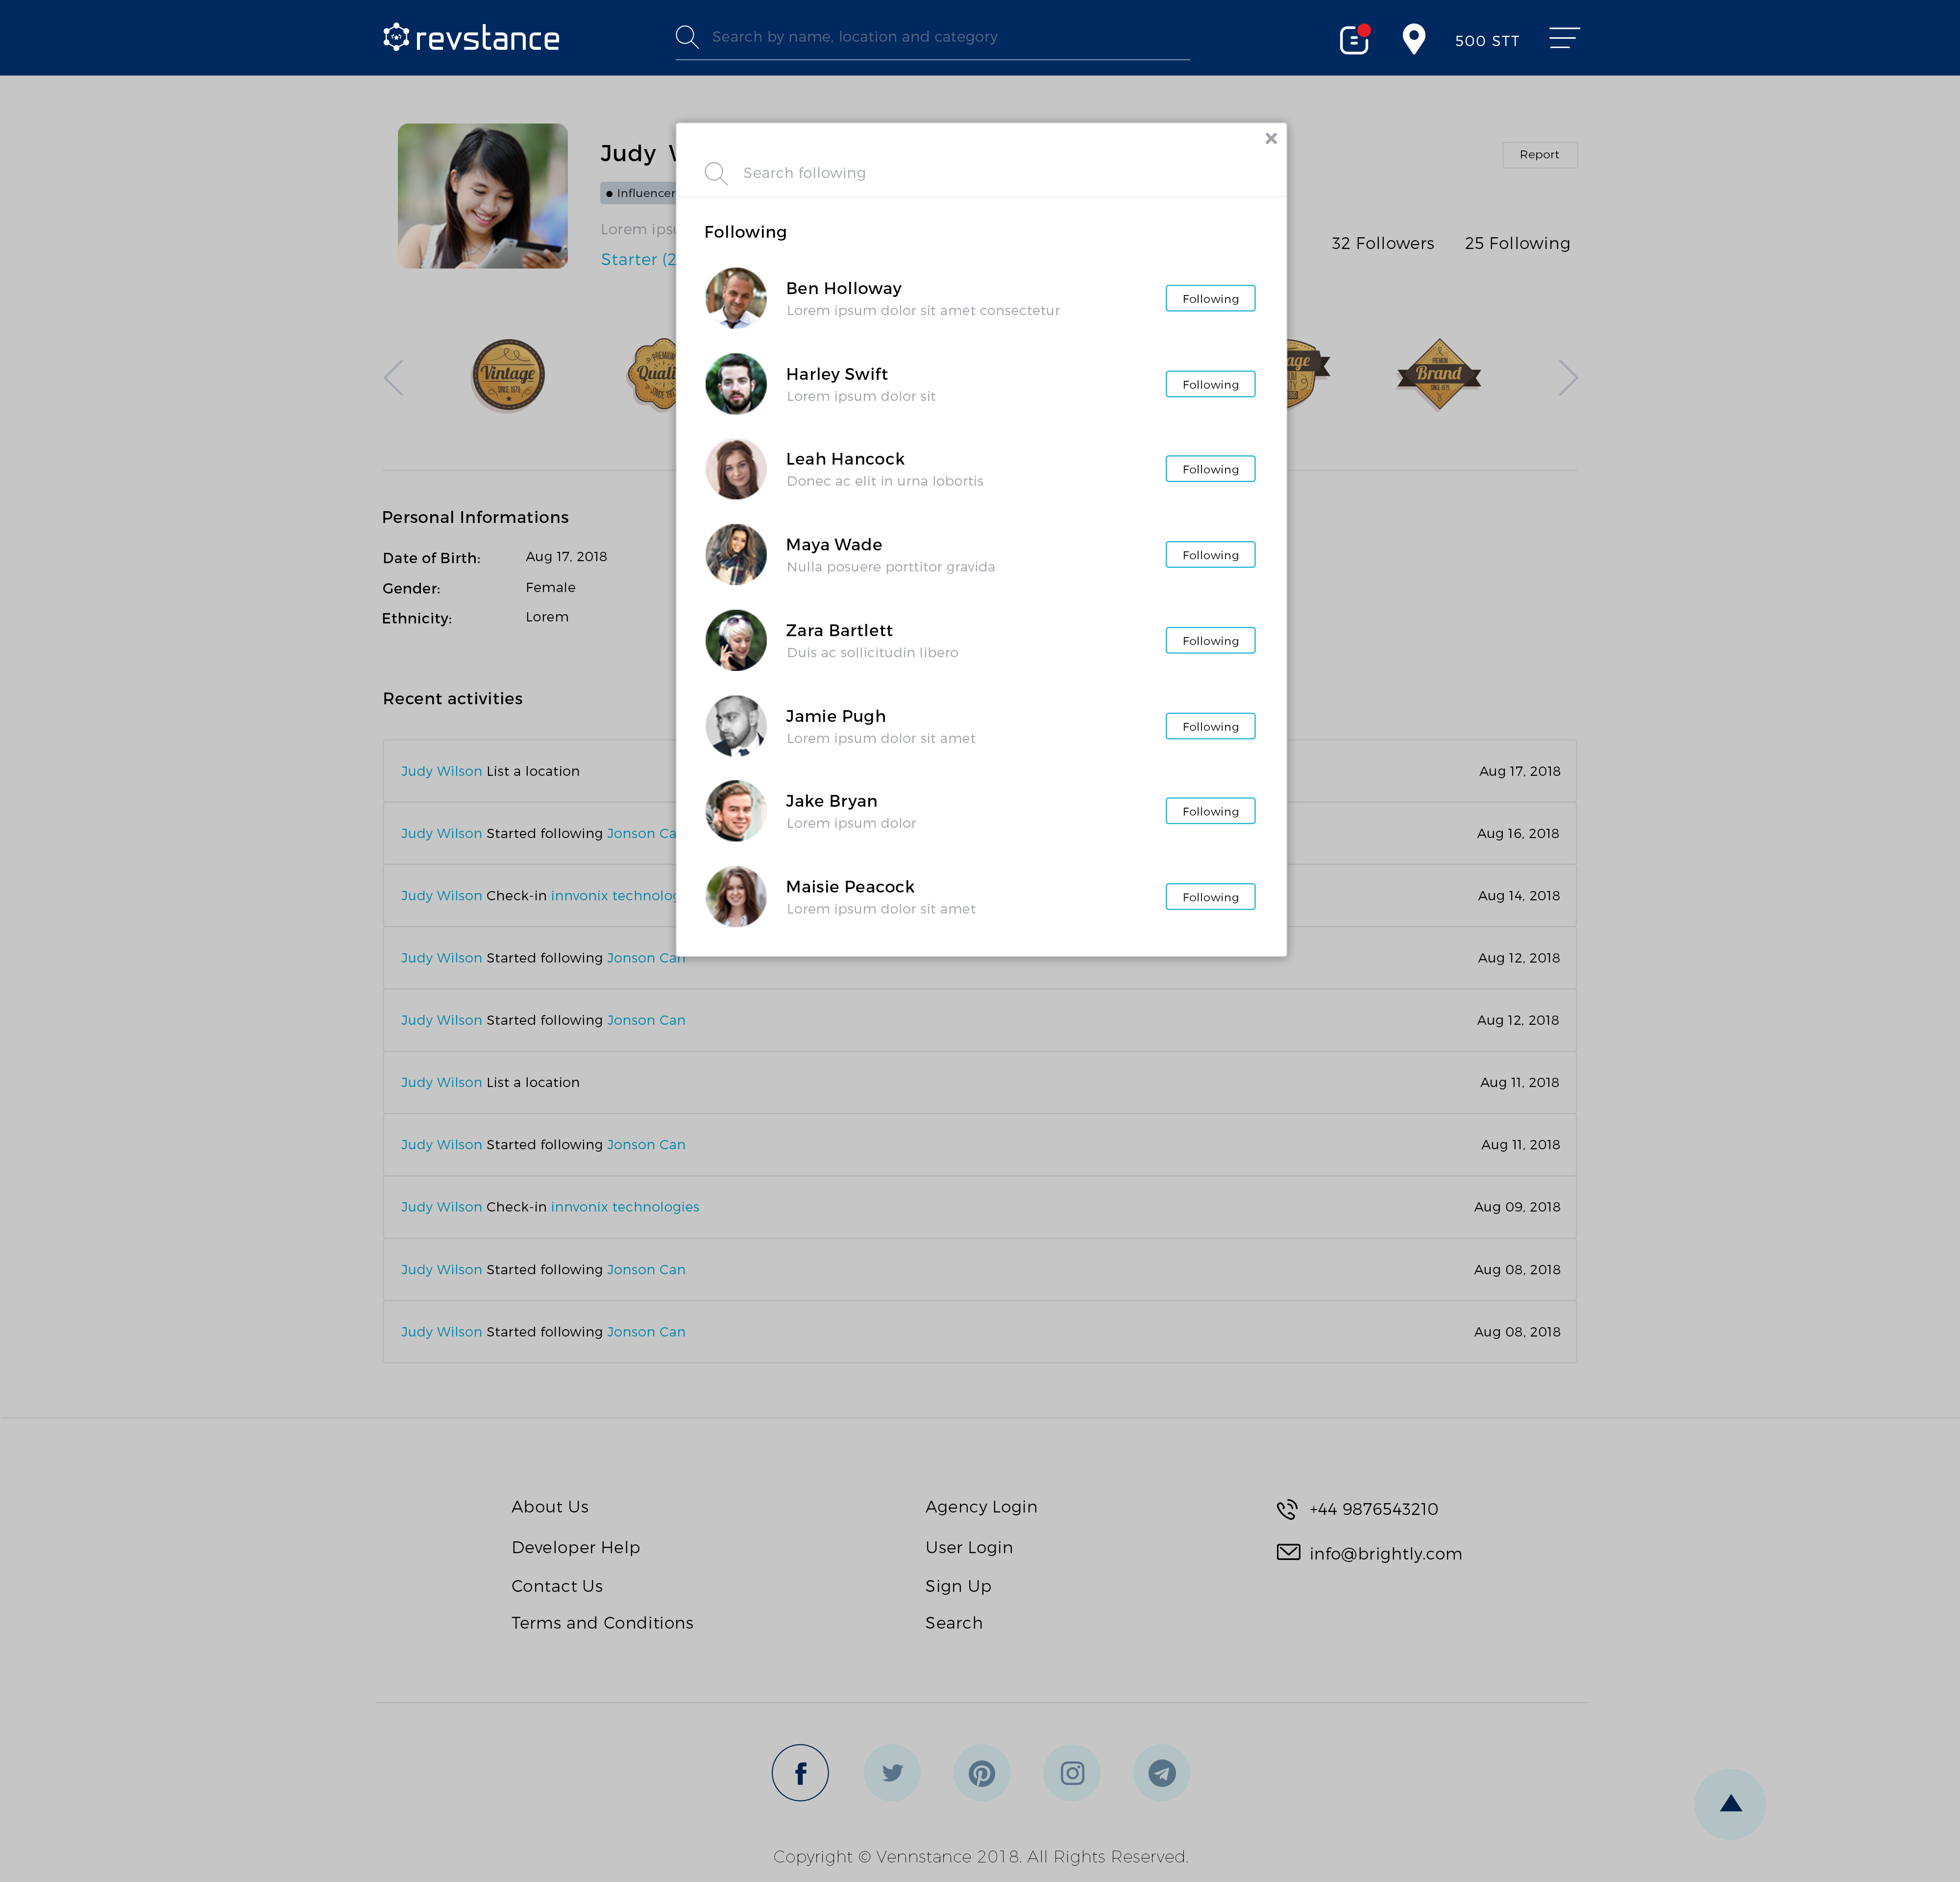 revstance
Search by name, location and category
500 STT
Judy W
Influencer
Lorem ipsu
Starter (2
Report
32 Followers
25 Following
Vintage
SINCE 1979
PREMIUM
Quali
SINCE 197
PREMIUM
Brand
SINCE 1975
Personal Informations
Date of Birth: Aug 17, 2018
Gender: Female
Ethnicity: Lorem
Recent activities
Judy Wilson List a location Aug 17, 2018
Judy Wilson Started following Jonson Ca Aug 16, 2018
Judy Wilson Check-in innvonix technolog Aug 14, 2018
Judy Wilson Started following Jonson Can Aug 12, 2018
Judy Wilson Started following Jonson Can Aug 12, 2018
Judy Wilson List a location Aug 11, 2018
Judy Wilson Started following Jonson Can Aug 11, 2018
Judy Wilson Check-in innvonix technologies Aug 09, 2018
Judy Wilson Started following Jonson Can Aug 08, 2018
Judy Wilson Started following Jonson Can Aug 08, 2018
Search following
Following
Ben Holloway
Lorem ipsum dolor sit amet consectetur
Following
Harley Swift
Lorem ipsum dolor sit
Following
Leah Hancock
Donec ac elit in urna lobortis
Following
Maya Wade
Nulla posuere porttitor gravida
Following
Zara Bartlett
Duis ac sollicitudin libero
Following
Jamie Pugh
Lorem ipsum dolor sit amet
Following
Jake Bryan
Lorem ipsum dolor
Following
Maisie Peacock
Lorem ipsum dolor sit amet
Following
About Us
Developer Help
Contact Us
Terms and Conditions
Agency Login
User Login
Sign Up
Search
+44 9876543210
info@brightly.com
Copyright © Vennstance 2018. All Rights Reserved.